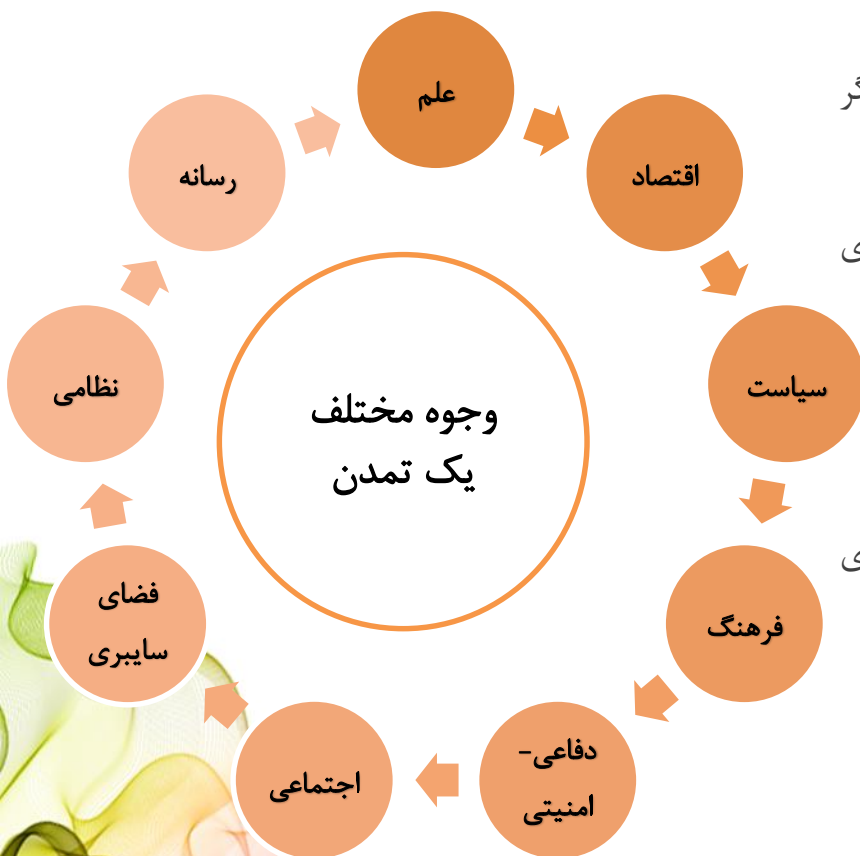 وجوه مختلف
یک تمدن
علم
اقتصاد
سیاست
فرهنگ
دفاعی-
امنیتی
اجتماعی
فضای
سایبری
نظامی
رسانه